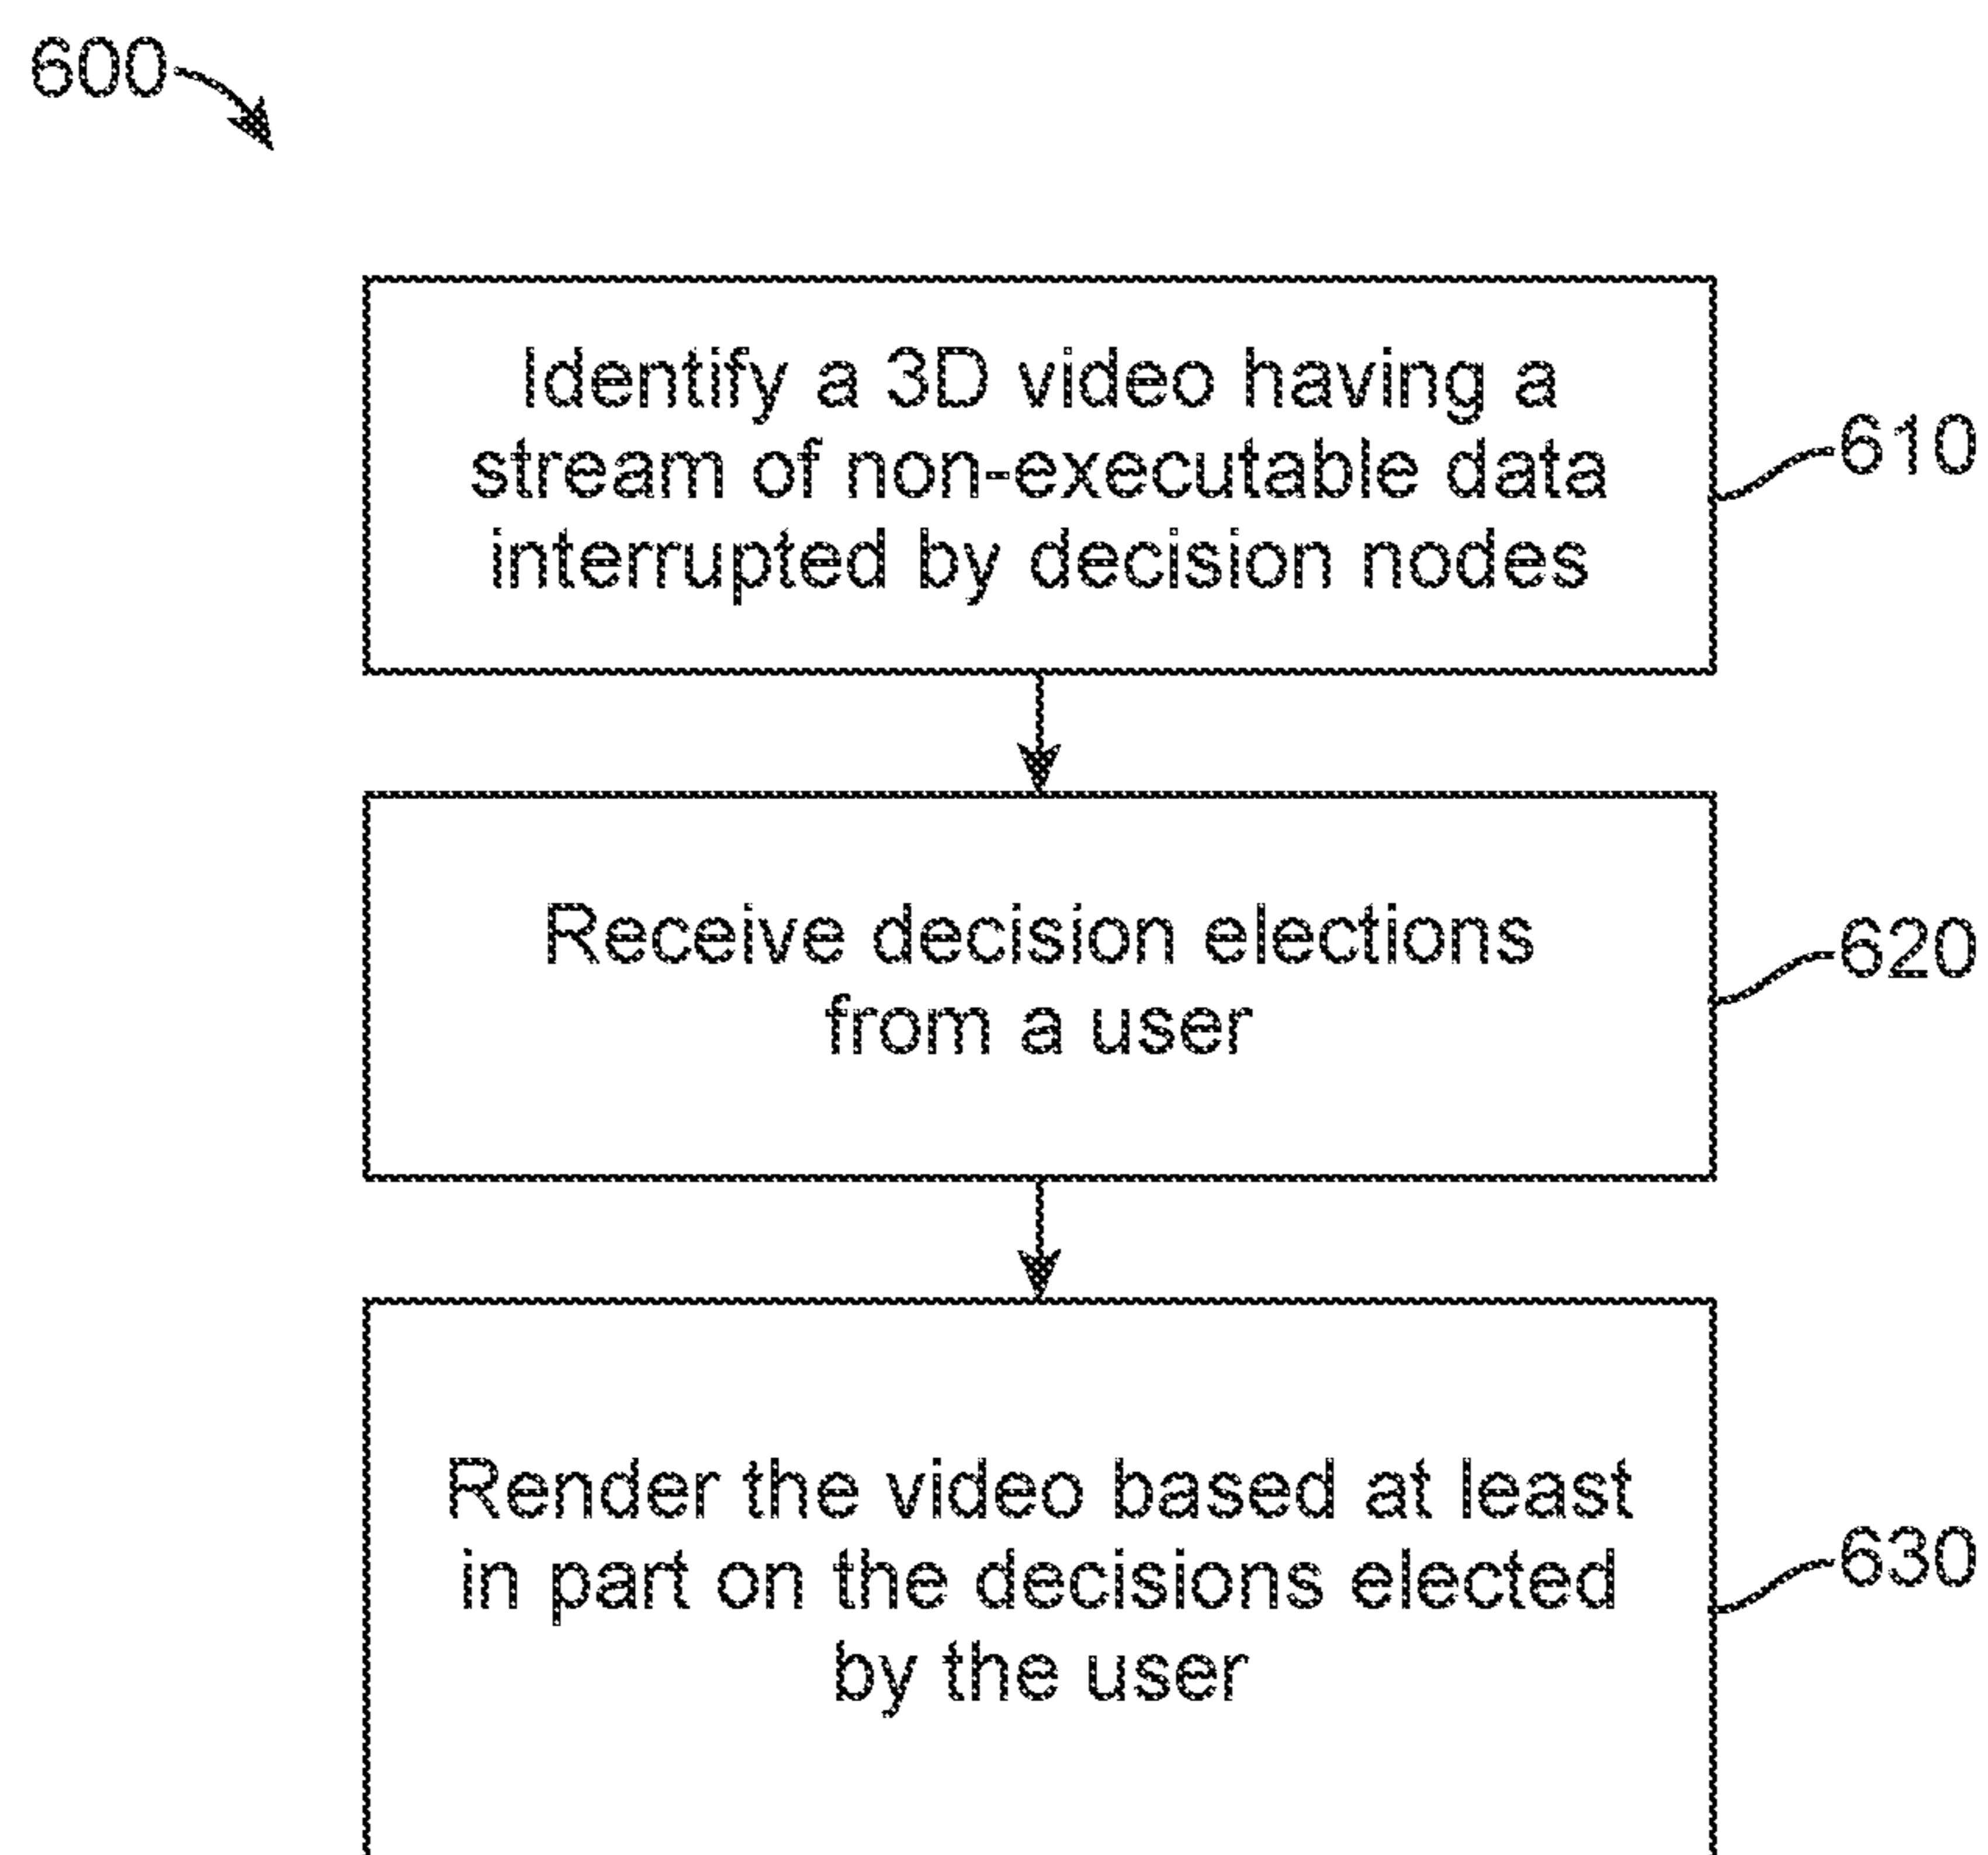 600
Identify a 3D video having a
stream of non-executable data
interrupted by decision nodes
610
Receive decision elections
from a user
620
Render the video based at least
in part on the decisions elected
by the user
630